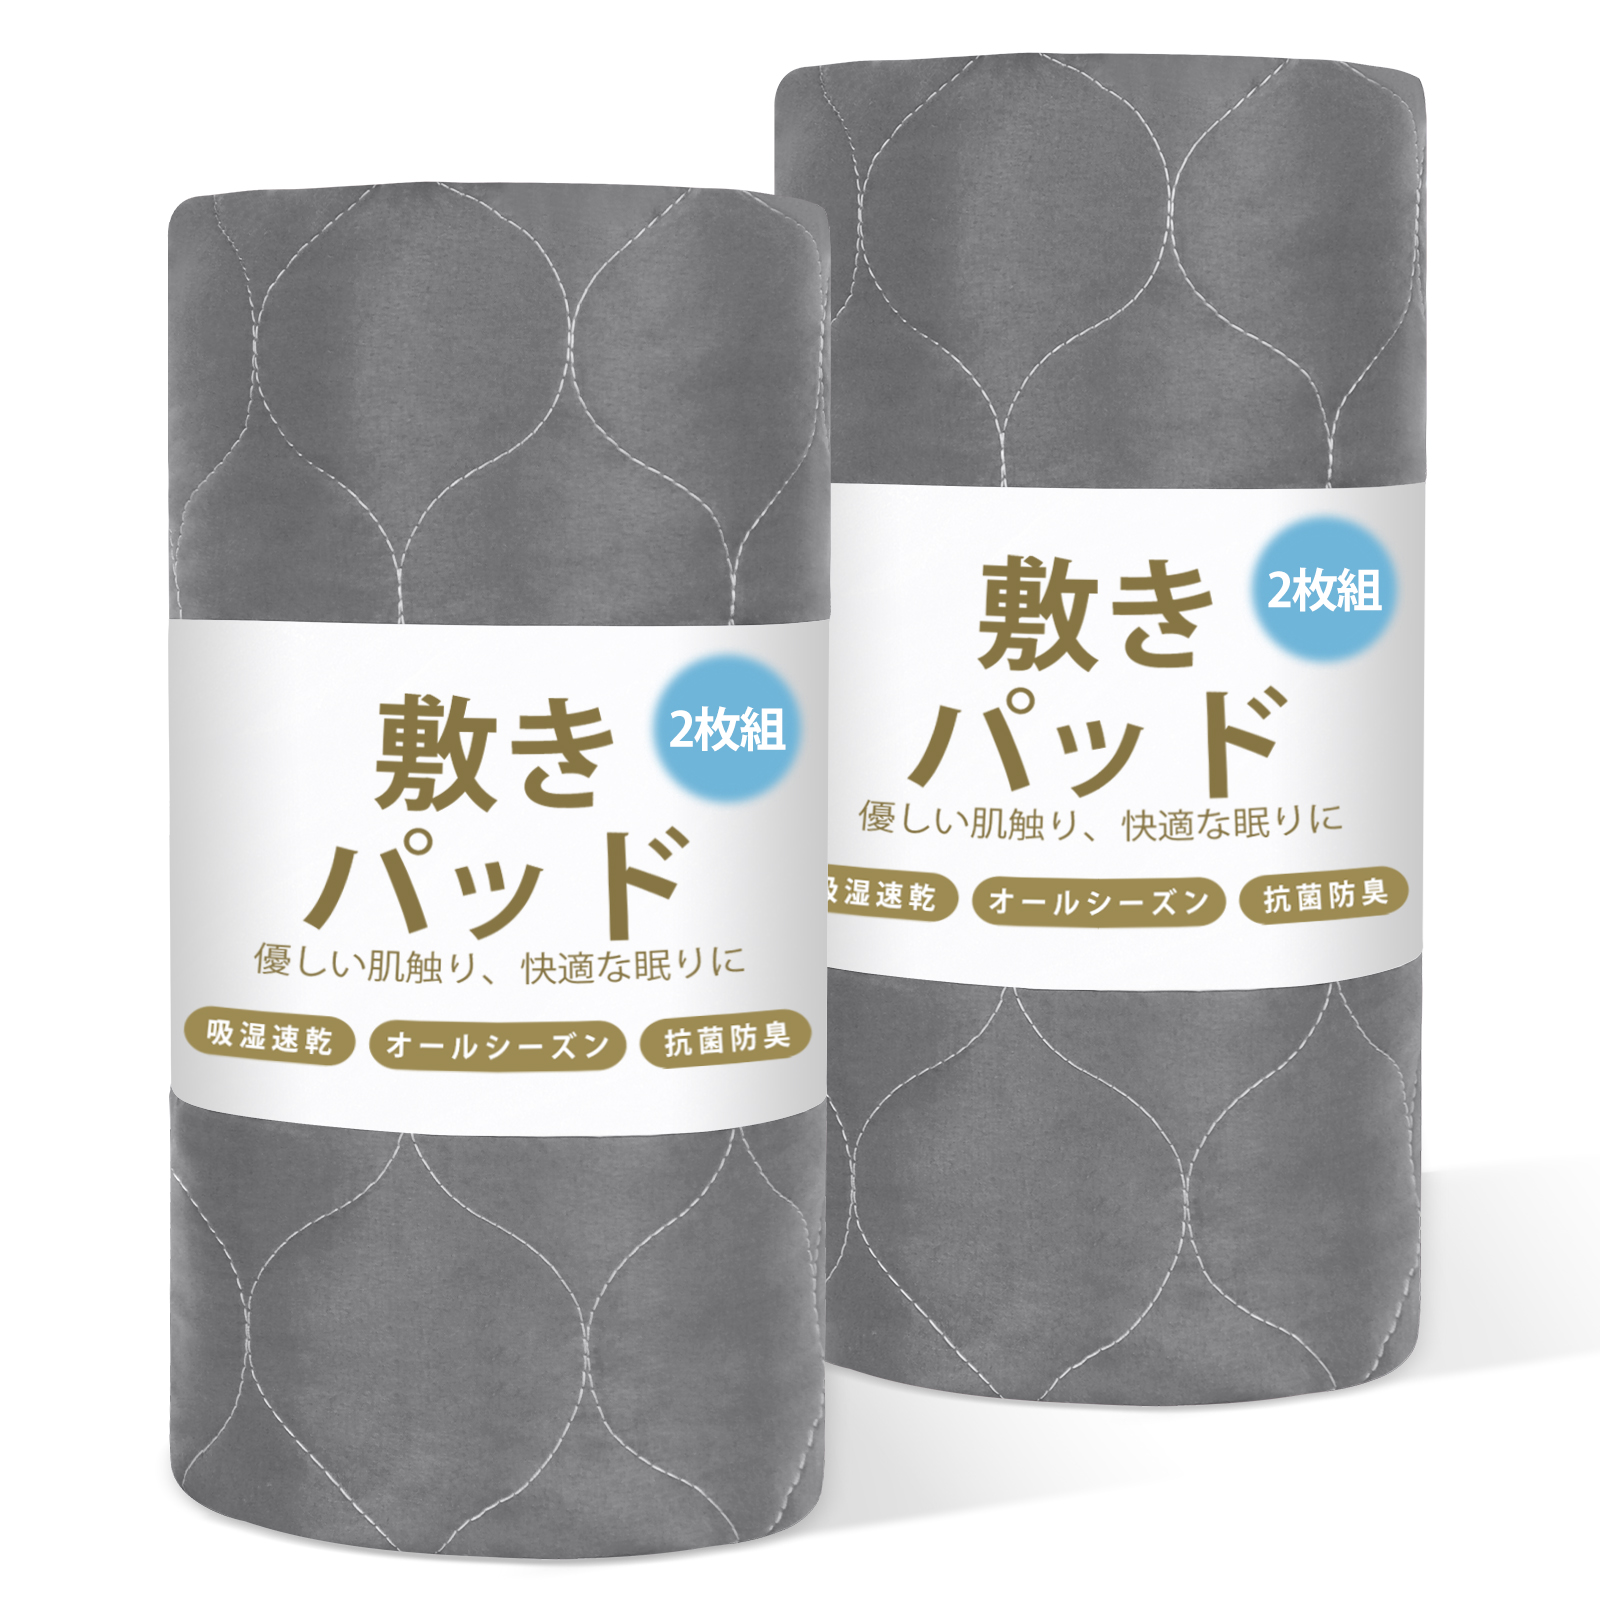 敷き
2枚組
パッド
優しい肌触り、快適な眠りに
吸湿速乾 オールシーズン 抗菌防臭
敷き
2枚組
パッド
優しい肌触り、快適な眠りに
吸湿速乾 オールシーズン 抗菌防臭